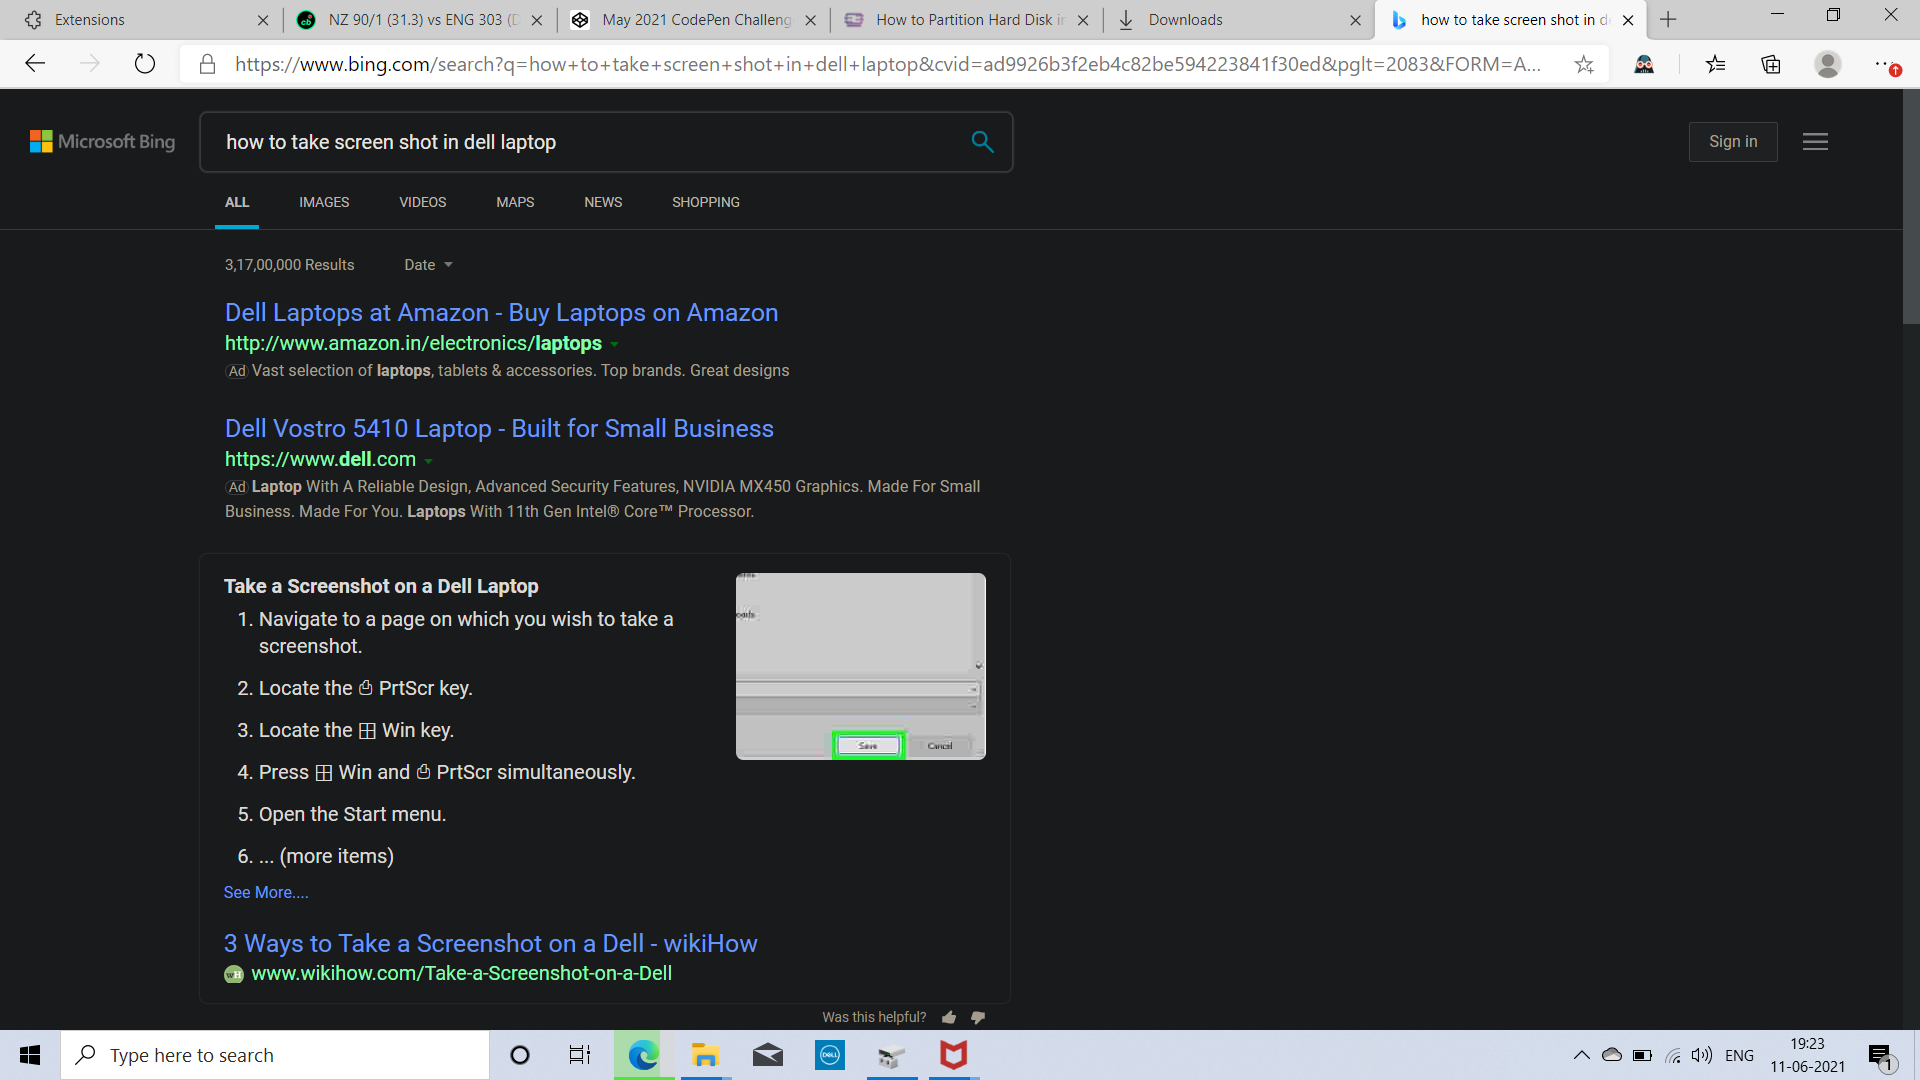 Extensions
NZ 90/1 (31.3) vs ENG 303 (D
May 2021 CodePen Challeng
How to Partition Hard Disk in
Downloads
how to take screen shot in d
https://www.bing.com/search?q=how+to+take+screen+shot+in+dell+laptop&cvid=ad9926b3f2eb4c82be594223841f30ed&pglt=2083&FORM=A...
Microsoft Bing
how to take screen shot in dell laptop
Sign in
ALL IMAGES VIDEOS MAPS NEWS SHOPPING
3,17,00,000 Results Date
Dell Laptops at Amazon - Buy Laptops on Amazon
http://www.amazon.in/electronics/laptops
Ad Vast selection of laptops, tablets & accessories. Top brands. Great designs
Dell Vostro 5410 Laptop - Built for Small Business
https://www.dell.com
Ad Laptop With A Reliable Design, Advanced Security Features, NVIDIA MX450 Graphics. Made For Small
Business. Made For You. Laptops With 11th Gen Intel® Core™ Processor.
Take a Screenshot on a Dell Laptop
1. Navigate to a page on which you wish to take a
screenshot.
2. Locate the ⎙ PrtScr key.
3. Locate the ⊞ Win key.
4. Press ⊞ Win and ⎙ PrtScr simultaneously.
5. Open the Start menu.
6. ... (more items)
See More....
Save Cancel
3 Ways to Take a Screenshot on a Dell - wikiHow
wH www.wikihow.com/Take-a-Screenshot-on-a-Dell
Was this helpful?
Type here to search
DELL
ENG
19:23
11-06-2021
1